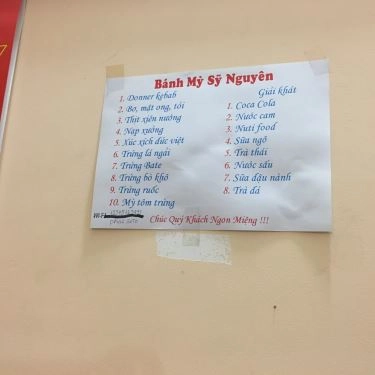 Bánh Mỳ Sỹ Nguyên
1. Donner kebab
2. Bơ, mật ong, tỏi
3. Thịt xiên nướng
4. Nạp xưởng
5. Xúc xích đức việt
6. Trứng lá ngải
7. Trứng Bate
8. Trứng bò khô
9. Trứng ruốc
10. Mỳ tôm trứng
Giải khát
1. Coca Cola
2. Nước cam
3. Nuti food
4. Sữa ngô
5. Trà thái
6. Nước sấu
7. Sữa đậu nành
8. Trà đá
Wi-Fi
Chúc Quý Khách Ngon Miệng !!!